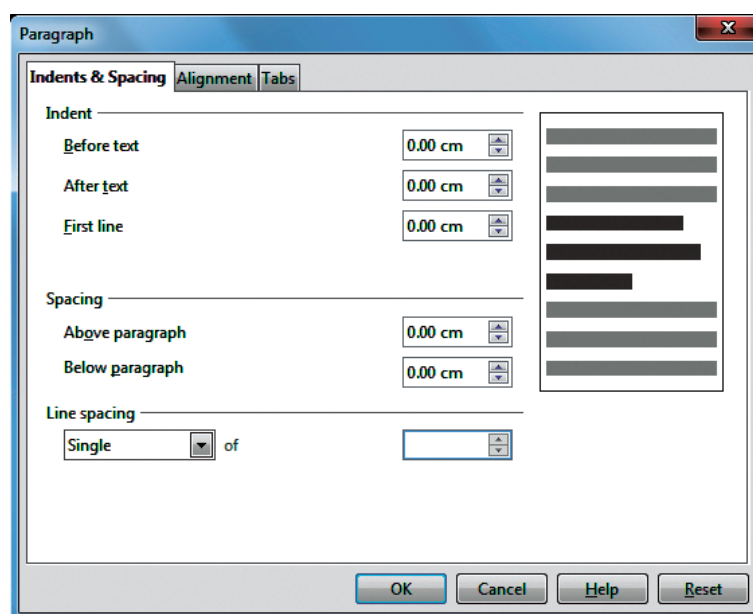 Paragraph
Indents & Spacing Alignment Tabs
Indent
Before text 0.00 cm
After text 0.00 cm
First line 0.00 cm
Spacing
Above paragraph 0.00 cm
Below paragraph 0.00 cm
Line spacing
Single of
OK Cancel Help Reset